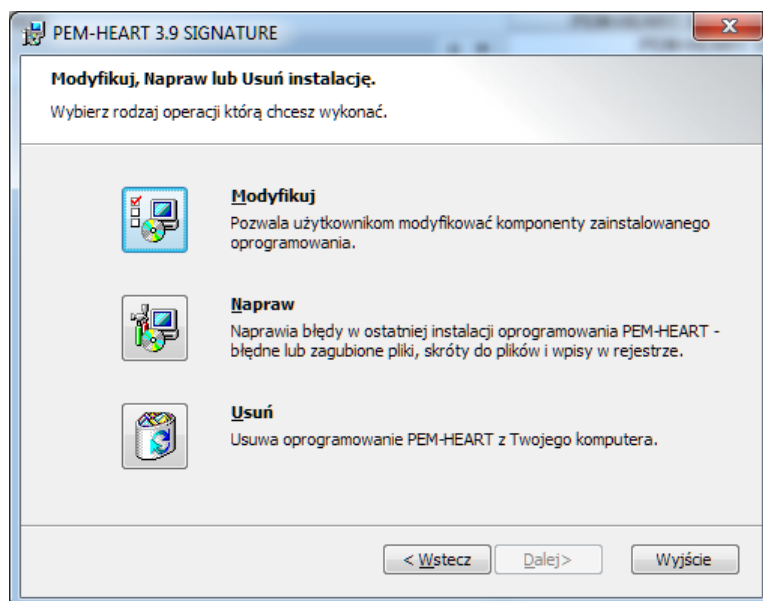 PEM-HEART 3.9 SIGNATURE
Modyfikuj, Napraw lub Usuń instalację.
Wybierz rodzaj operacji którą chcesz wykonać.
Modyfikuj
Pozwala użytkownikom modyfikować komponenty zainstalowanego
oprogramowania.
Napraw
Naprawia błędy w ostatniej instalacji oprogramowania PEM-HEART -
błędne lub zagubione pliki, skróty do plików i wpisy w rejestrze.
Usuń
Usuwa oprogramowanie PEM-HEART z Twojego komputera.
< Wstecz
Dalej>
Wyjście